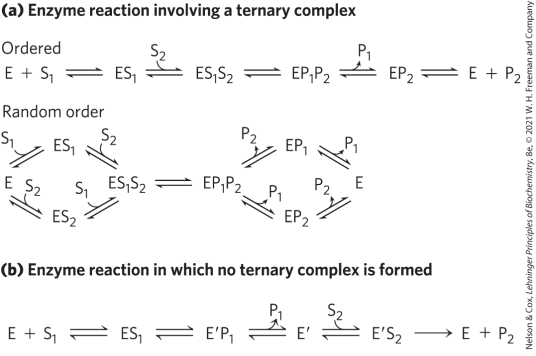 (a) Enzyme reaction involving a ternary complex
Ordered
S₂ P₁
E + S₁ ⇌ ES₁ ⇌ ES₁S₂ ⇌ EP₁P₂ ⇌ EP₂ ⇌ E + P₂
Random order
S₁ ES₁ S₂ P₂ EP₁ P₁
E S₂ S₁ ES₁S₂ ⇌ EP₁P₂ P₁ P₂ E
ES₂ EP₂
(b) Enzyme reaction in which no ternary complex is formed
P₁ S₂
E + S₁ ⇌ ES₁ ⇌ E′P₁ ⇌ E′ ⇌ E′S₂ → E + P₂
Nelson & Cox, Lehninger Principles of Biochemistry, 8e, © 2021 W. H. Freeman and Company